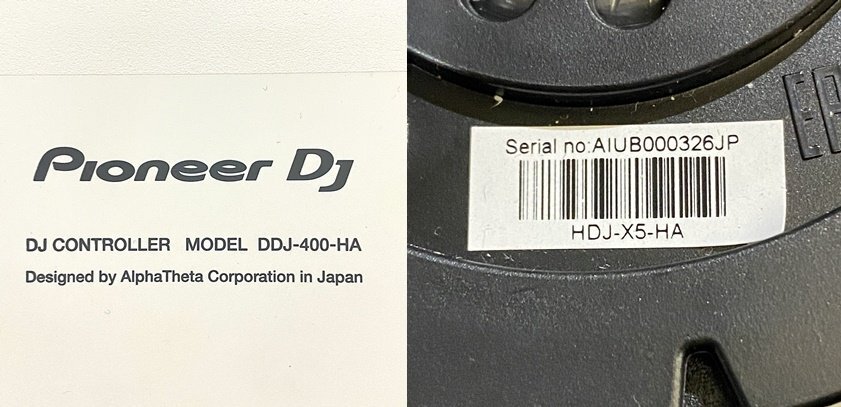 Pioneer Dj
DJ CONTROLLER MODEL DDJ-400-HA
Designed by AlphaTheta Corporation in Japan
Serial no:AIUB000326JP
HDJ-X5-HA